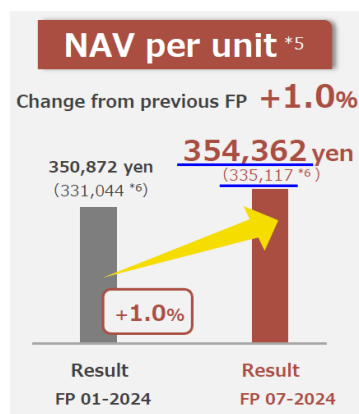 NAV per unit *5
Change from previous FP +1.0%
354,362 yen
350,872 yen
(335,117 *6)
(331,044 *6)
+1.0%
Result
Result
FP 01-2024
FP 07-2024